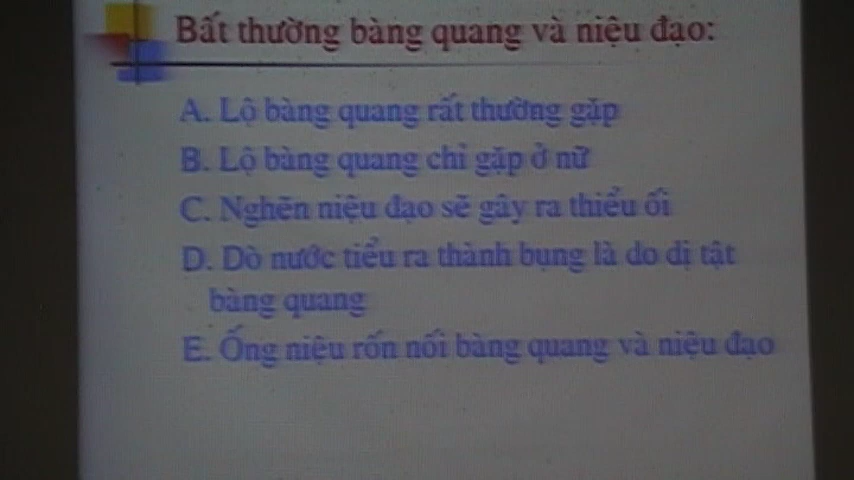 Bất thường bàng quang và niệu đạo:
A. Lộ bàng quang rất thường gặp
B. Lộ bàng quang chỉ gặp ở nữ
C. Nghẽn niệu đạo sẽ gây ra thiểu ối
D. Dò nước tiểu ra thành bụng là do dị tật
bàng quang
E. Ống niệu rốn nối bàng quang và niệu đạo